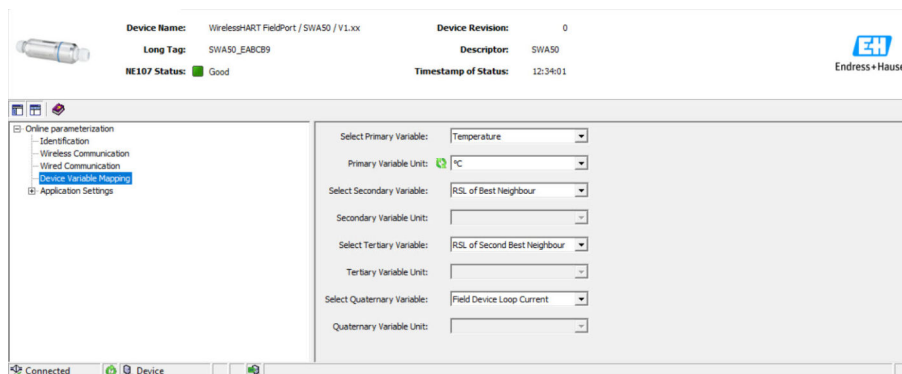 Device Name: WirelessHART FieldPort / SWA50 / V1.xx Device Revision: 0
Long Tag: SWA50_EABCB9 Descriptor: SWA50
NE107 Status: Good Timestamp of Status: 12:34:01
EH
Endress+Hause
Online parameterization
Identification
Wireless Communication
Wired Communication
Device Variable Mapping
Application Settings
Select Primary Variable: Temperature
Primary Variable Unit: °C
Select Secondary Variable: RSL of Best Neighbour
Secondary Variable Unit:
Select Tertiary Variable: RSL of Second Best Neighbour
Tertiary Variable Unit:
Select Quaternary Variable: Field Device Loop Current
Quaternary Variable Unit:
Connected Device